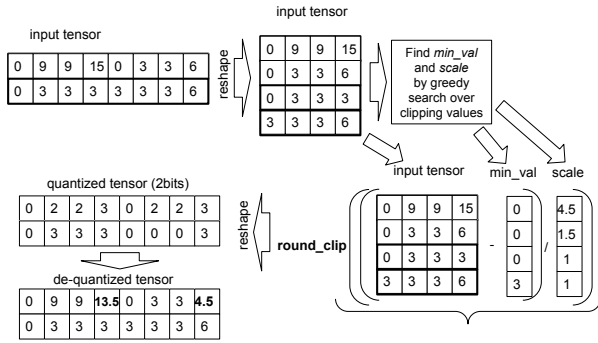 input tensor
0 9 9 15 0 3 3 6
0 3 3 3 3 3 3 6
reshape
input tensor
0 9 9 15
0 3 3 6
0 3 3 3
3 3 3 6
Find min_val
and scale
by greedy
search over
clipping values
input tensor
min_val
scale
round_clip
0 9 9 15
0 3 3 6
0 3 3 3
3 3 3 6
-
0
0
0
3
/
4.5
1.5
1
1
reshape
quantized tensor (2bits)
0 2 2 3 0 2 2 3
0 3 3 3 0 0 0 3
de-quantized tensor
0 9 9 13.5 0 3 3 4.5
0 3 3 3 3 3 3 6